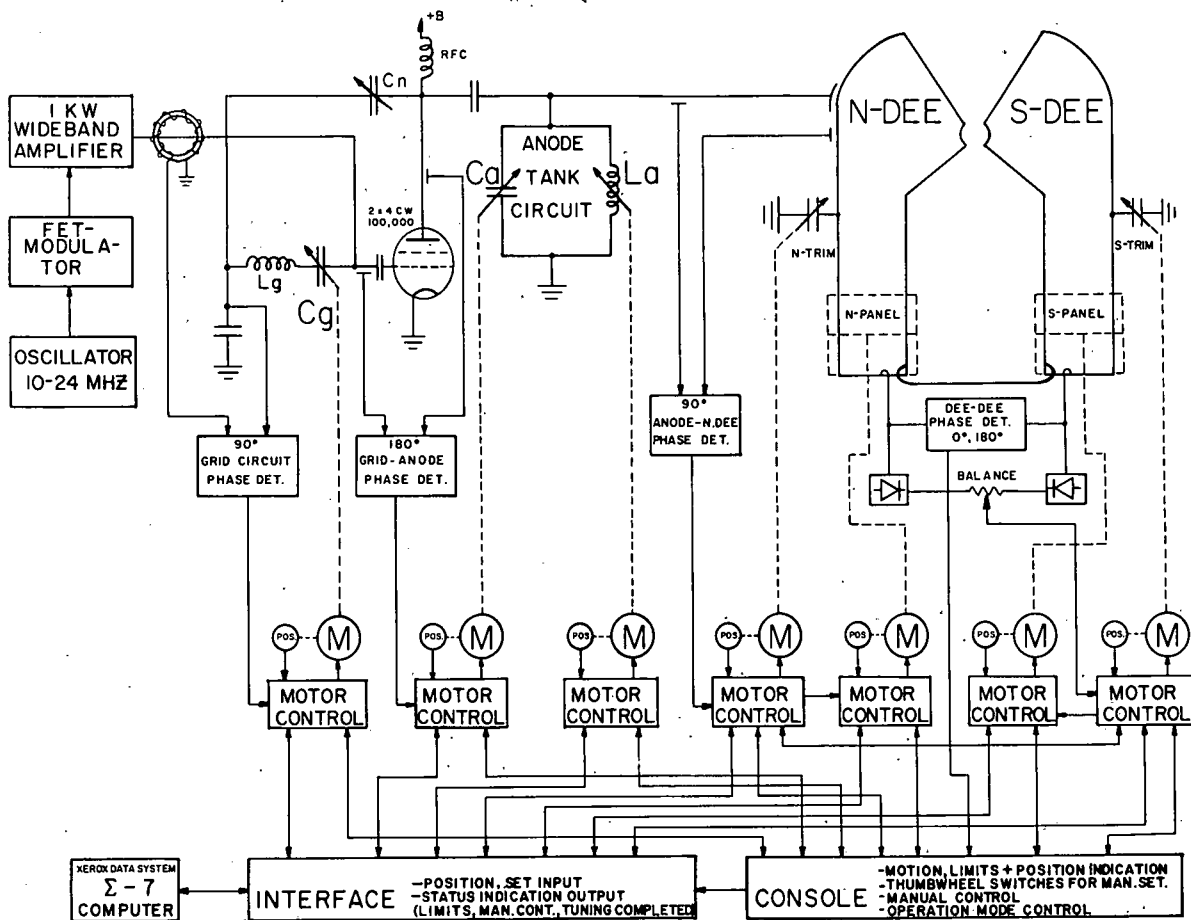 +B
RFC
Cn
1 KW
WIDEBAND
AMPLIFIER
N-DEE
S-DEE
ANODE
TANK
CIRCUIT
Ca
La
2 x 4 CW
100,000
FET-
MODULA-
TOR
Lg
Cg
N-TRIM
S-TRIM
N-PANEL
S-PANEL
OSCILLATOR
10-24 MHZ
90°
GRID CIRCUIT
PHASE DET.
180°
GRID-ANODE
PHASE DET.
90°
ANODE-N.DEE
PHASE DET.
DEE-DEE
PHASE DET.
0°, 180°
BALANCE
POS.
M
POS.
M
POS.
M
POS.
M
POS.
M
POS.
M
POS.
M
MOTOR
CONTROL
MOTOR
CONTROL
MOTOR
CONTROL
MOTOR
CONTROL
MOTOR
CONTROL
MOTOR
CONTROL
MOTOR
CONTROL
XEROX DATA SYSTEM
Σ-7
COMPUTER
INTERFACE
—POSITION, SET INPUT
—STATUS INDICATION OUTPUT
(LIMITS, MAN. CONT., TUNING COMPLETED)
CONSOLE
-MOTION, LIMITS + POSITION INDICATION
-THUMBWHEEL SWITCHES FOR MAN. SET.
-MANUAL CONTROL
-OPERATION MODE CONTROL